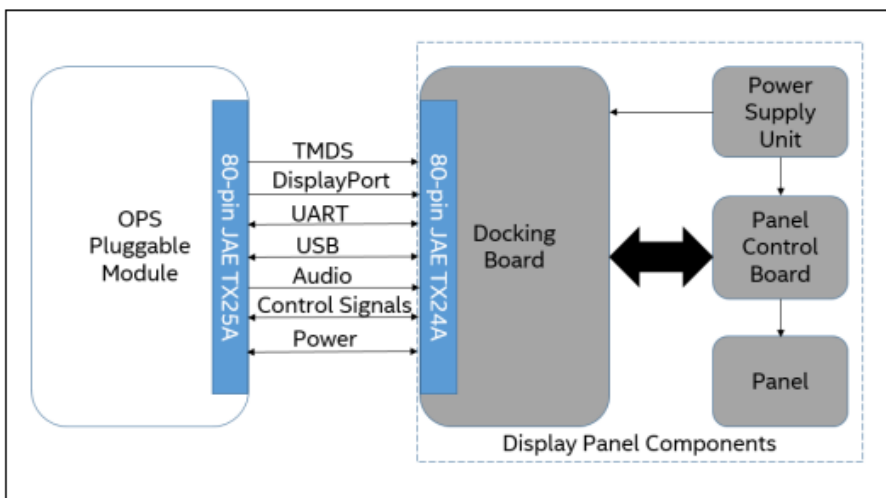 OPS
Pluggable
Module
80-pin JAE TX25A
TMDS
DisplayPort
UART
USB
Audio
Control Signals
Power
80-pin JAE TX24A
Docking
Board
Power
Supply
Unit
Panel
Control
Board
Panel
Display Panel Components